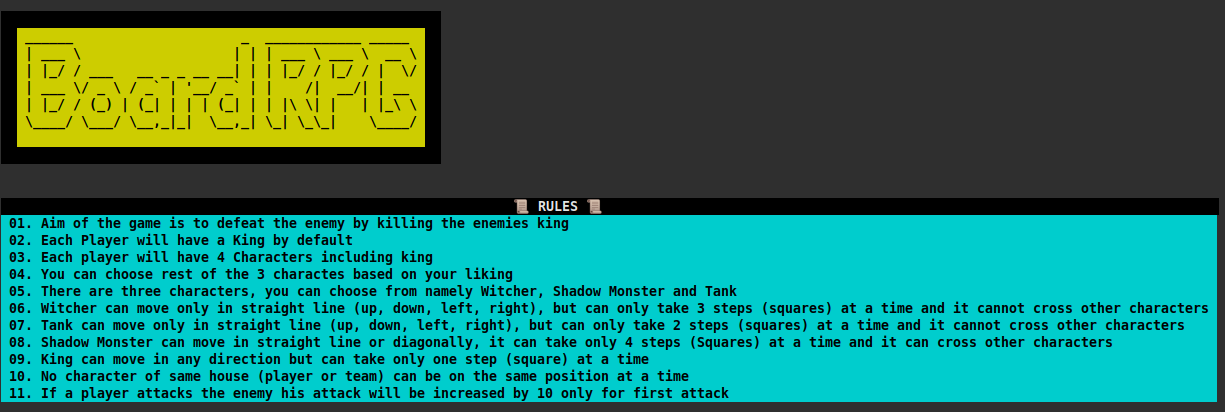 BoardRPG
📜 RULES 📜
01. Aim of the game is to defeat the enemy by killing the enemies king
02. Each Player will have a King by default
03. Each player will have 4 Characters including king
04. You can choose rest of the 3 charactes based on your liking
05. There are three characters, you can choose from namely Witcher, Shadow Monster and Tank
06. Witcher can move only in straight line (up, down, left, right), but can only take 3 steps (squares) at a time and it cannot cross other characters
07. Tank can move only in straight line (up, down, left, right), but can only take 2 steps (squares) at a time and it cannot cross other characters
08. Shadow Monster can move in straight line or diagonally, it can take only 4 steps (Squares) at a time and it can cross other characters
09. King can move in any direction but can take only one step (square) at a time
10. No character of same house (player or team) can be on the same position at a time
11. If a player attacks the enemy his attack will be increased by 10 only for first attack